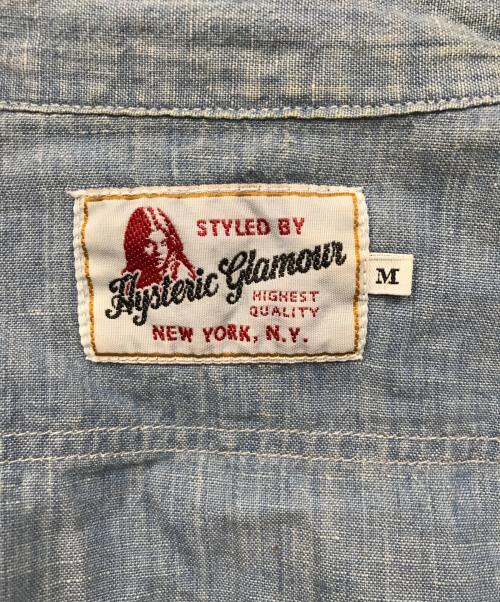 STYLED BY
Hysteric Glamour
HIGHEST
QUALITY
NEW YORK, N.Y.
M